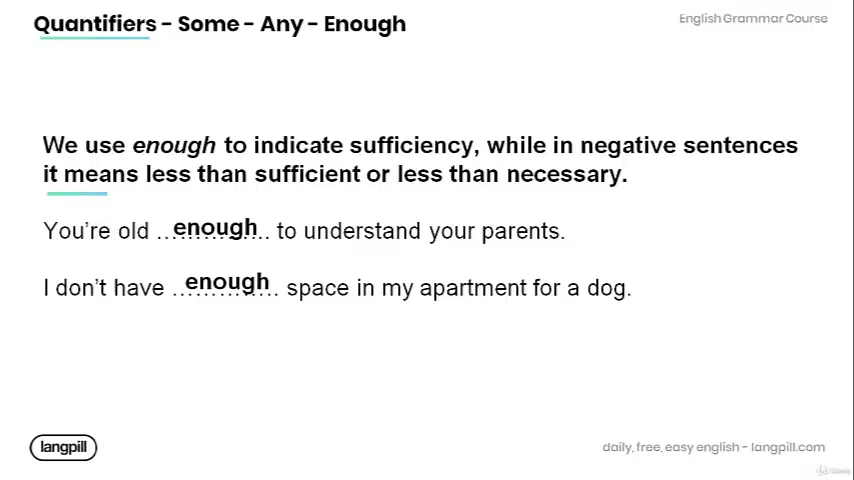 Quantifiers - Some - Any - Enough
English Grammar Course
We use enough to indicate sufficiency, while in negative sentences
it means less than sufficient or less than necessary.
You're old ...enough... to understand your parents.
I don't have ...enough... space in my apartment for a dog.
langpill
daily, free, easy english - langpill.com
Udemy